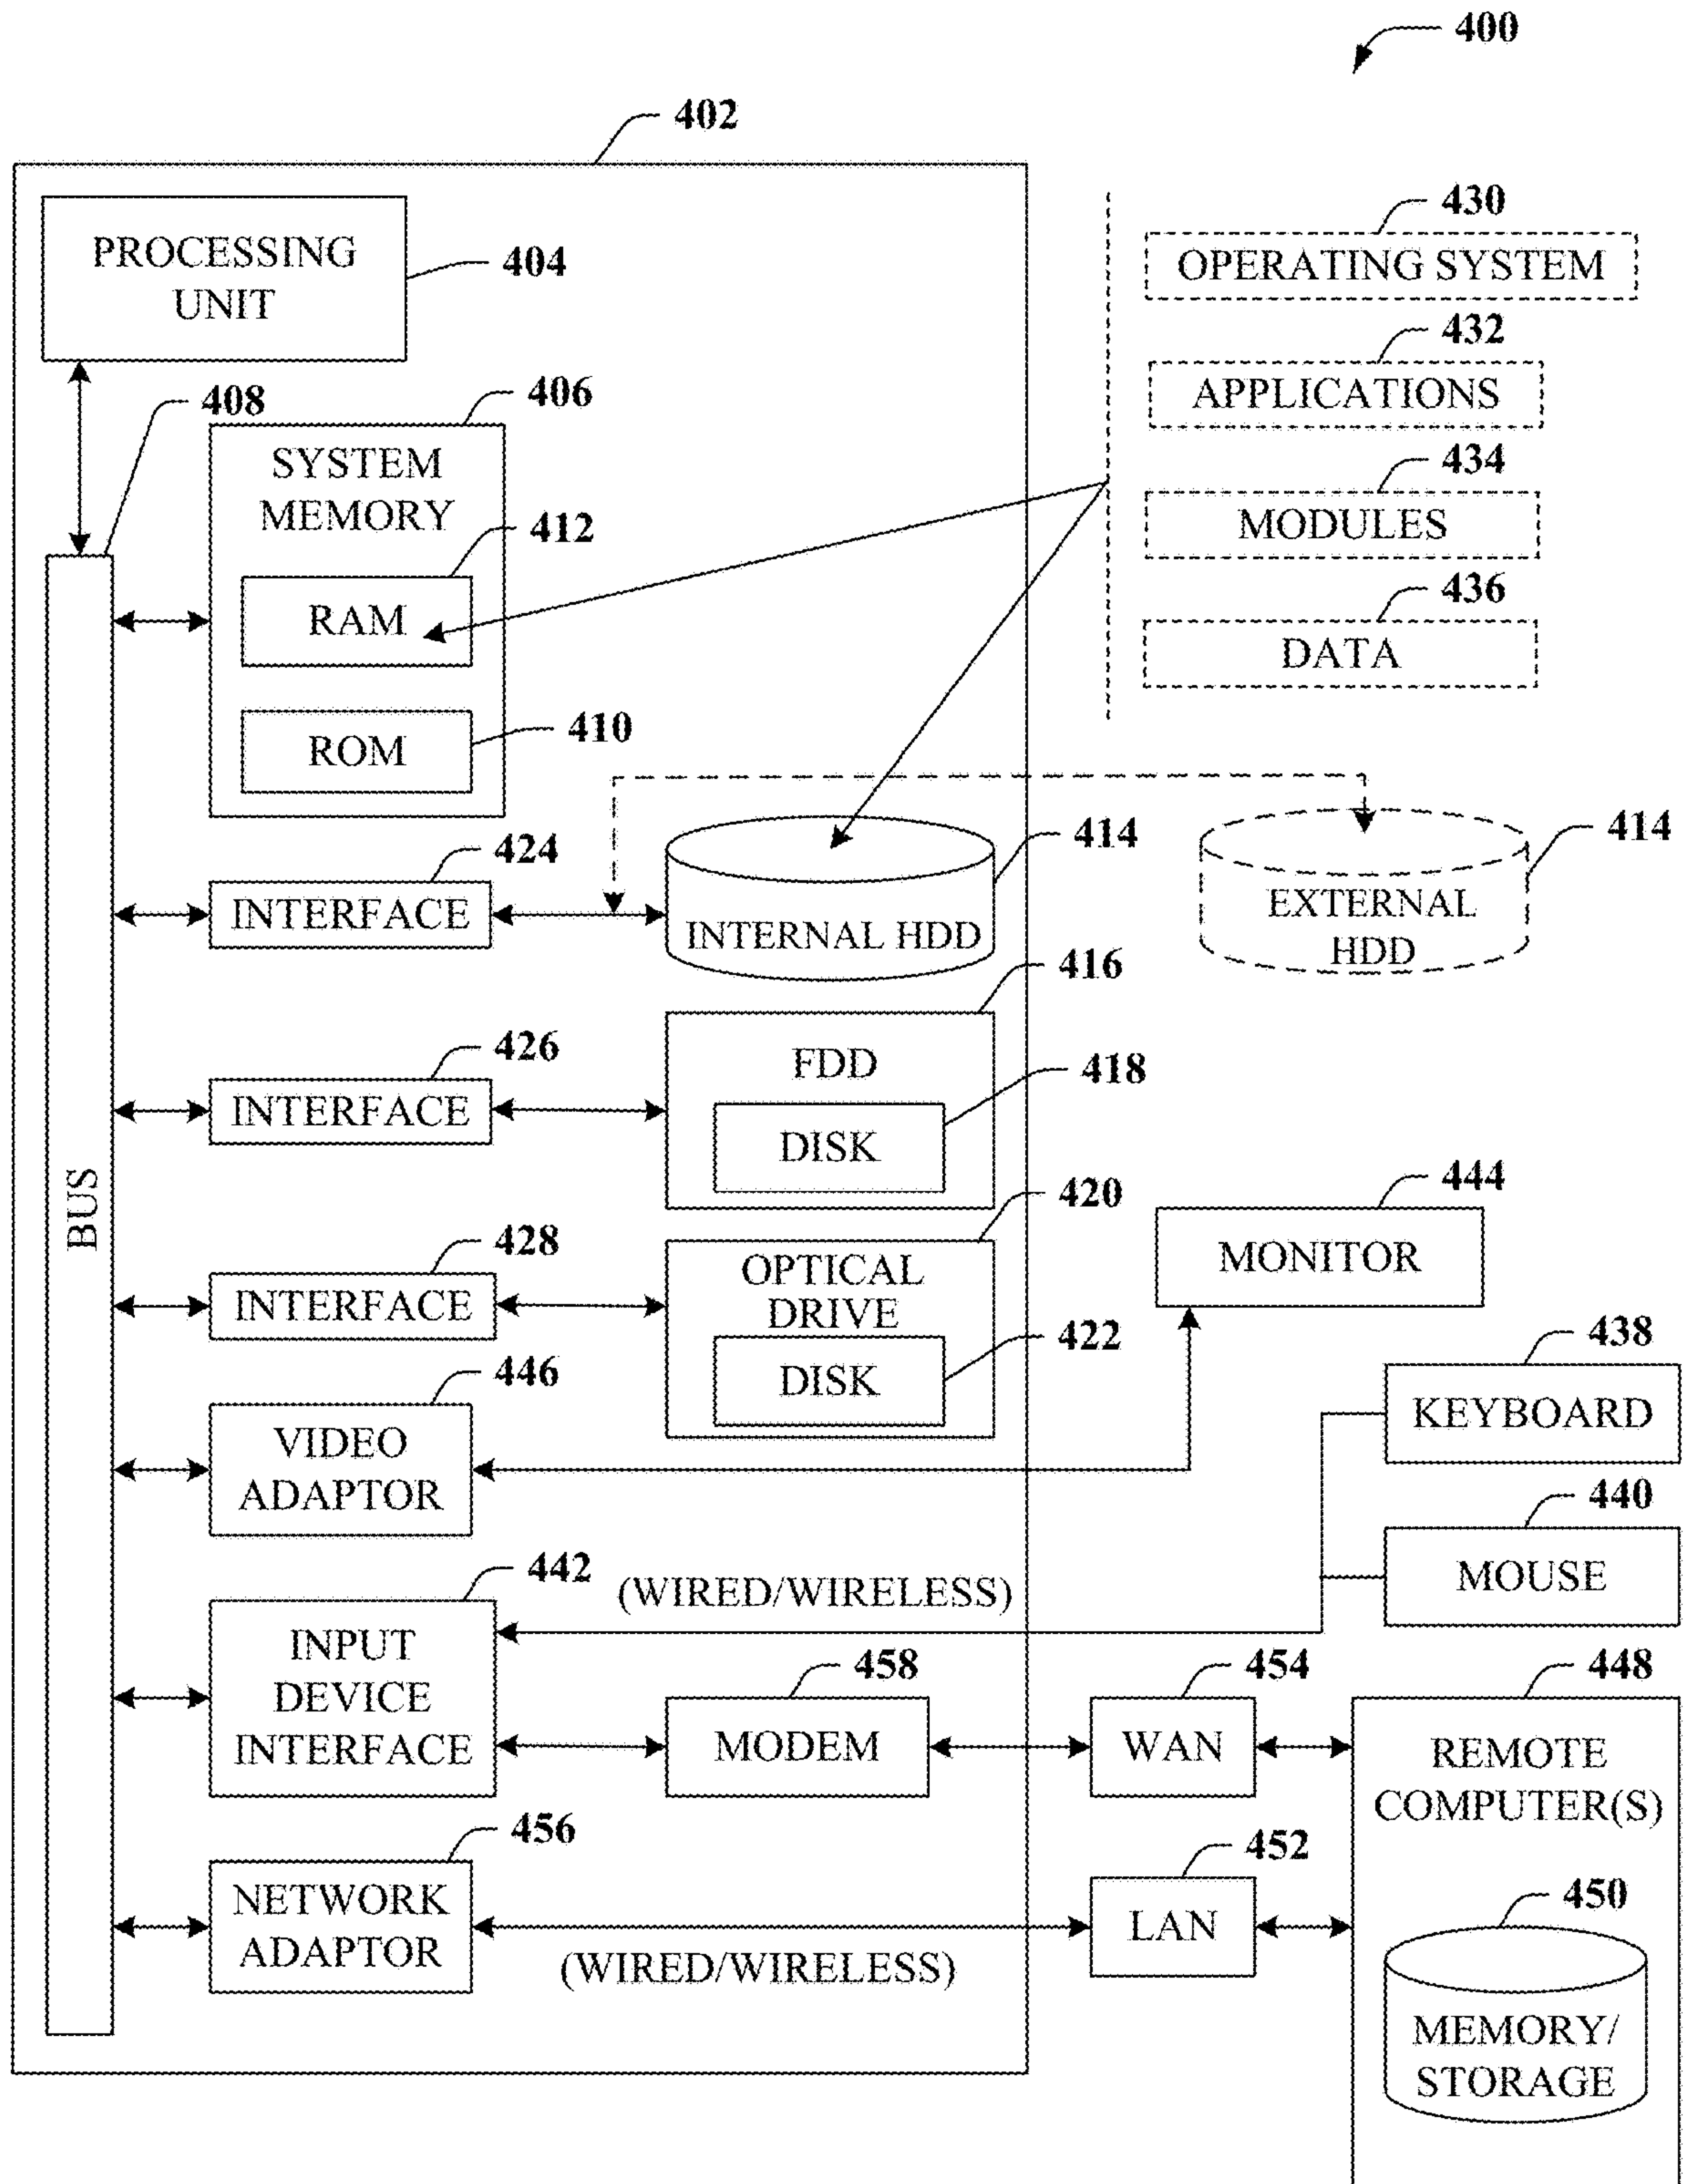 400
402
PROCESSING
UNIT
404
430
OPERATING SYSTEM
432
APPLICATIONS
434
MODULES
436
DATA
408
406
SYSTEM
MEMORY
412
RAM
410
ROM
BUS
424
INTERFACE
414
INTERNAL HDD
414
EXTERNAL
HDD
426
INTERFACE
416
FDD
418
DISK
428
INTERFACE
420
OPTICAL
DRIVE
422
DISK
444
MONITOR
446
VIDEO
ADAPTOR
438
KEYBOARD
440
MOUSE
442
INPUT
DEVICE
INTERFACE
(WIRED/WIRELESS)
458
MODEM
454
WAN
448
REMOTE
COMPUTER(S)
456
NETWORK
ADAPTOR
(WIRED/WIRELESS)
452
LAN
450
MEMORY/
STORAGE